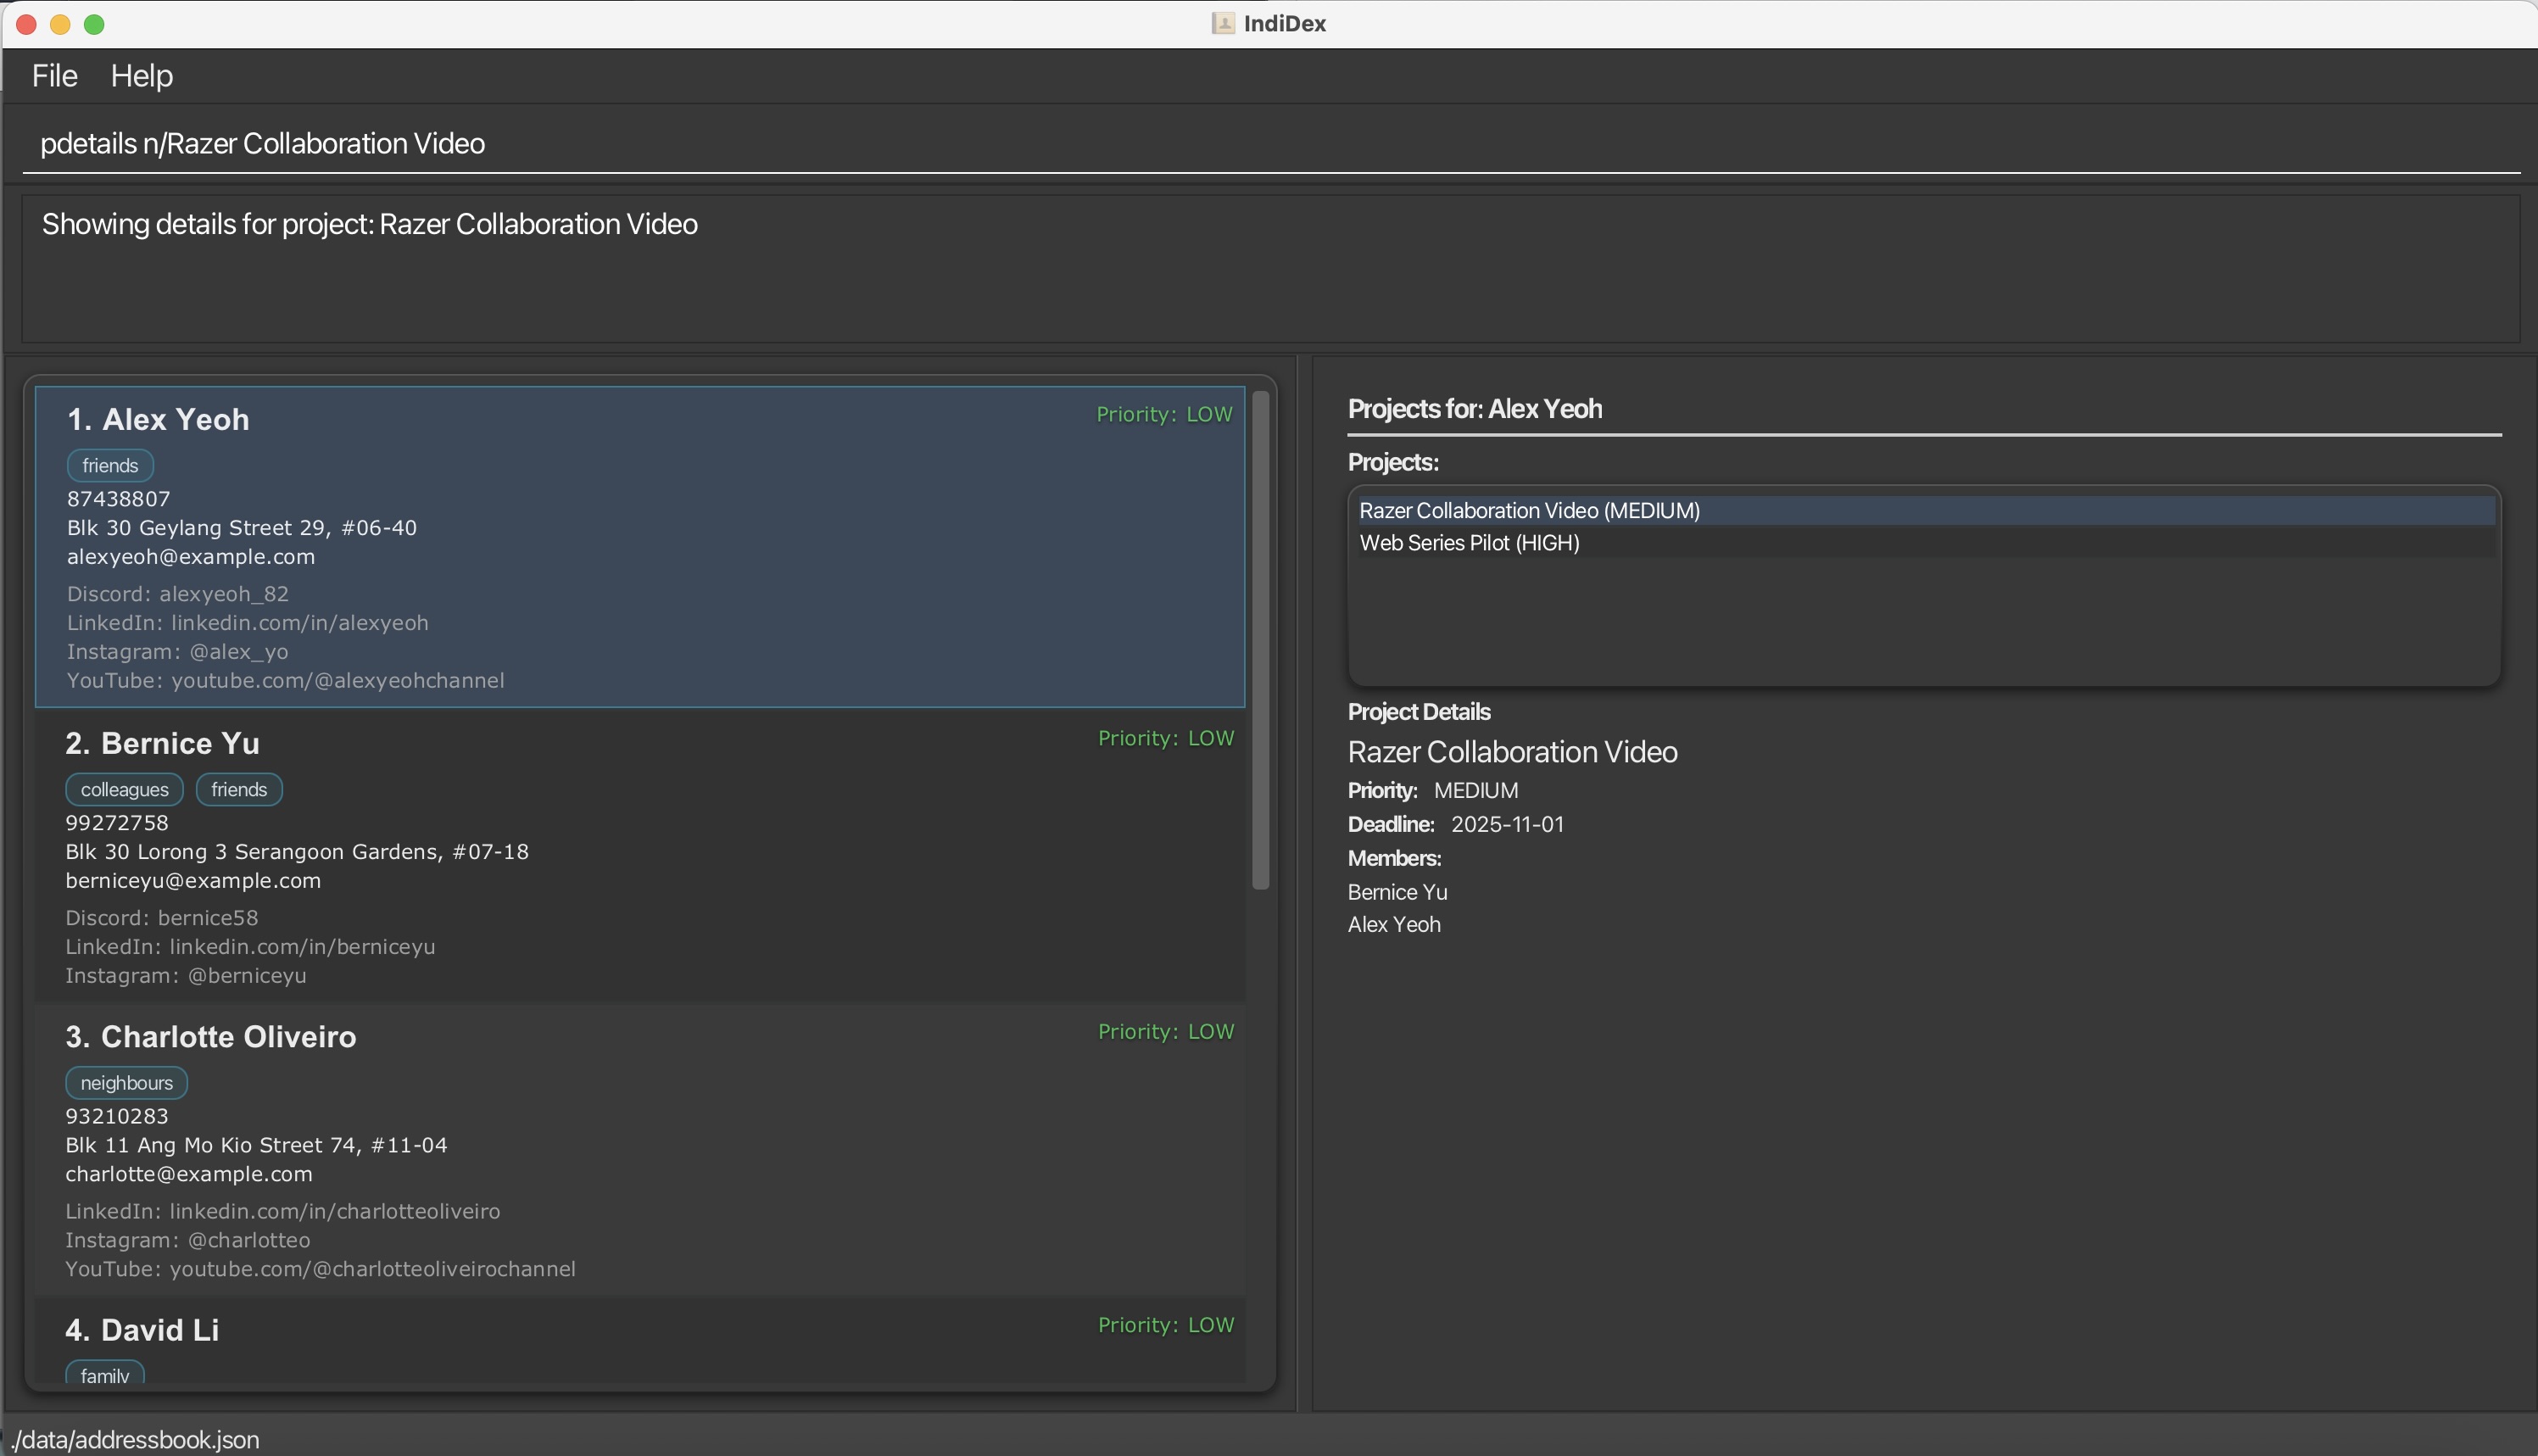 IndiDex
File Help
pdetails n/Razer Collaboration Video
Showing details for project: Razer Collaboration Video
1. Alex Yeoh
Priority: LOW
friends
87438807
Blk 30 Geylang Street 29, #06-40
alexyeoh@example.com
Discord: alexyeoh_82
LinkedIn: linkedin.com/in/alexyeoh
Instagram: @alex_yo
YouTube: youtube.com/@alexyeohchannel
2. Bernice Yu
Priority: LOW
colleagues friends
99272758
Blk 30 Lorong 3 Serangoon Gardens, #07-18
berniceyu@example.com
Discord: bernice58
LinkedIn: linkedin.com/in/berniceyu
Instagram: @berniceyu
3. Charlotte Oliveiro
Priority: LOW
neighbours
93210283
Blk 11 Ang Mo Kio Street 74, #11-04
charlotte@example.com
LinkedIn: linkedin.com/in/charlotteoliveiro
Instagram: @charlotteo
YouTube: youtube.com/@charlotteoliveirochannel
4. David Li
Priority: LOW
family
Projects for: Alex Yeoh
Projects:
Razer Collaboration Video (MEDIUM)
Web Series Pilot (HIGH)
Project Details
Razer Collaboration Video
Priority: MEDIUM
Deadline: 2025-11-01
Members:
Bernice Yu
Alex Yeoh
./data/addressbook.json